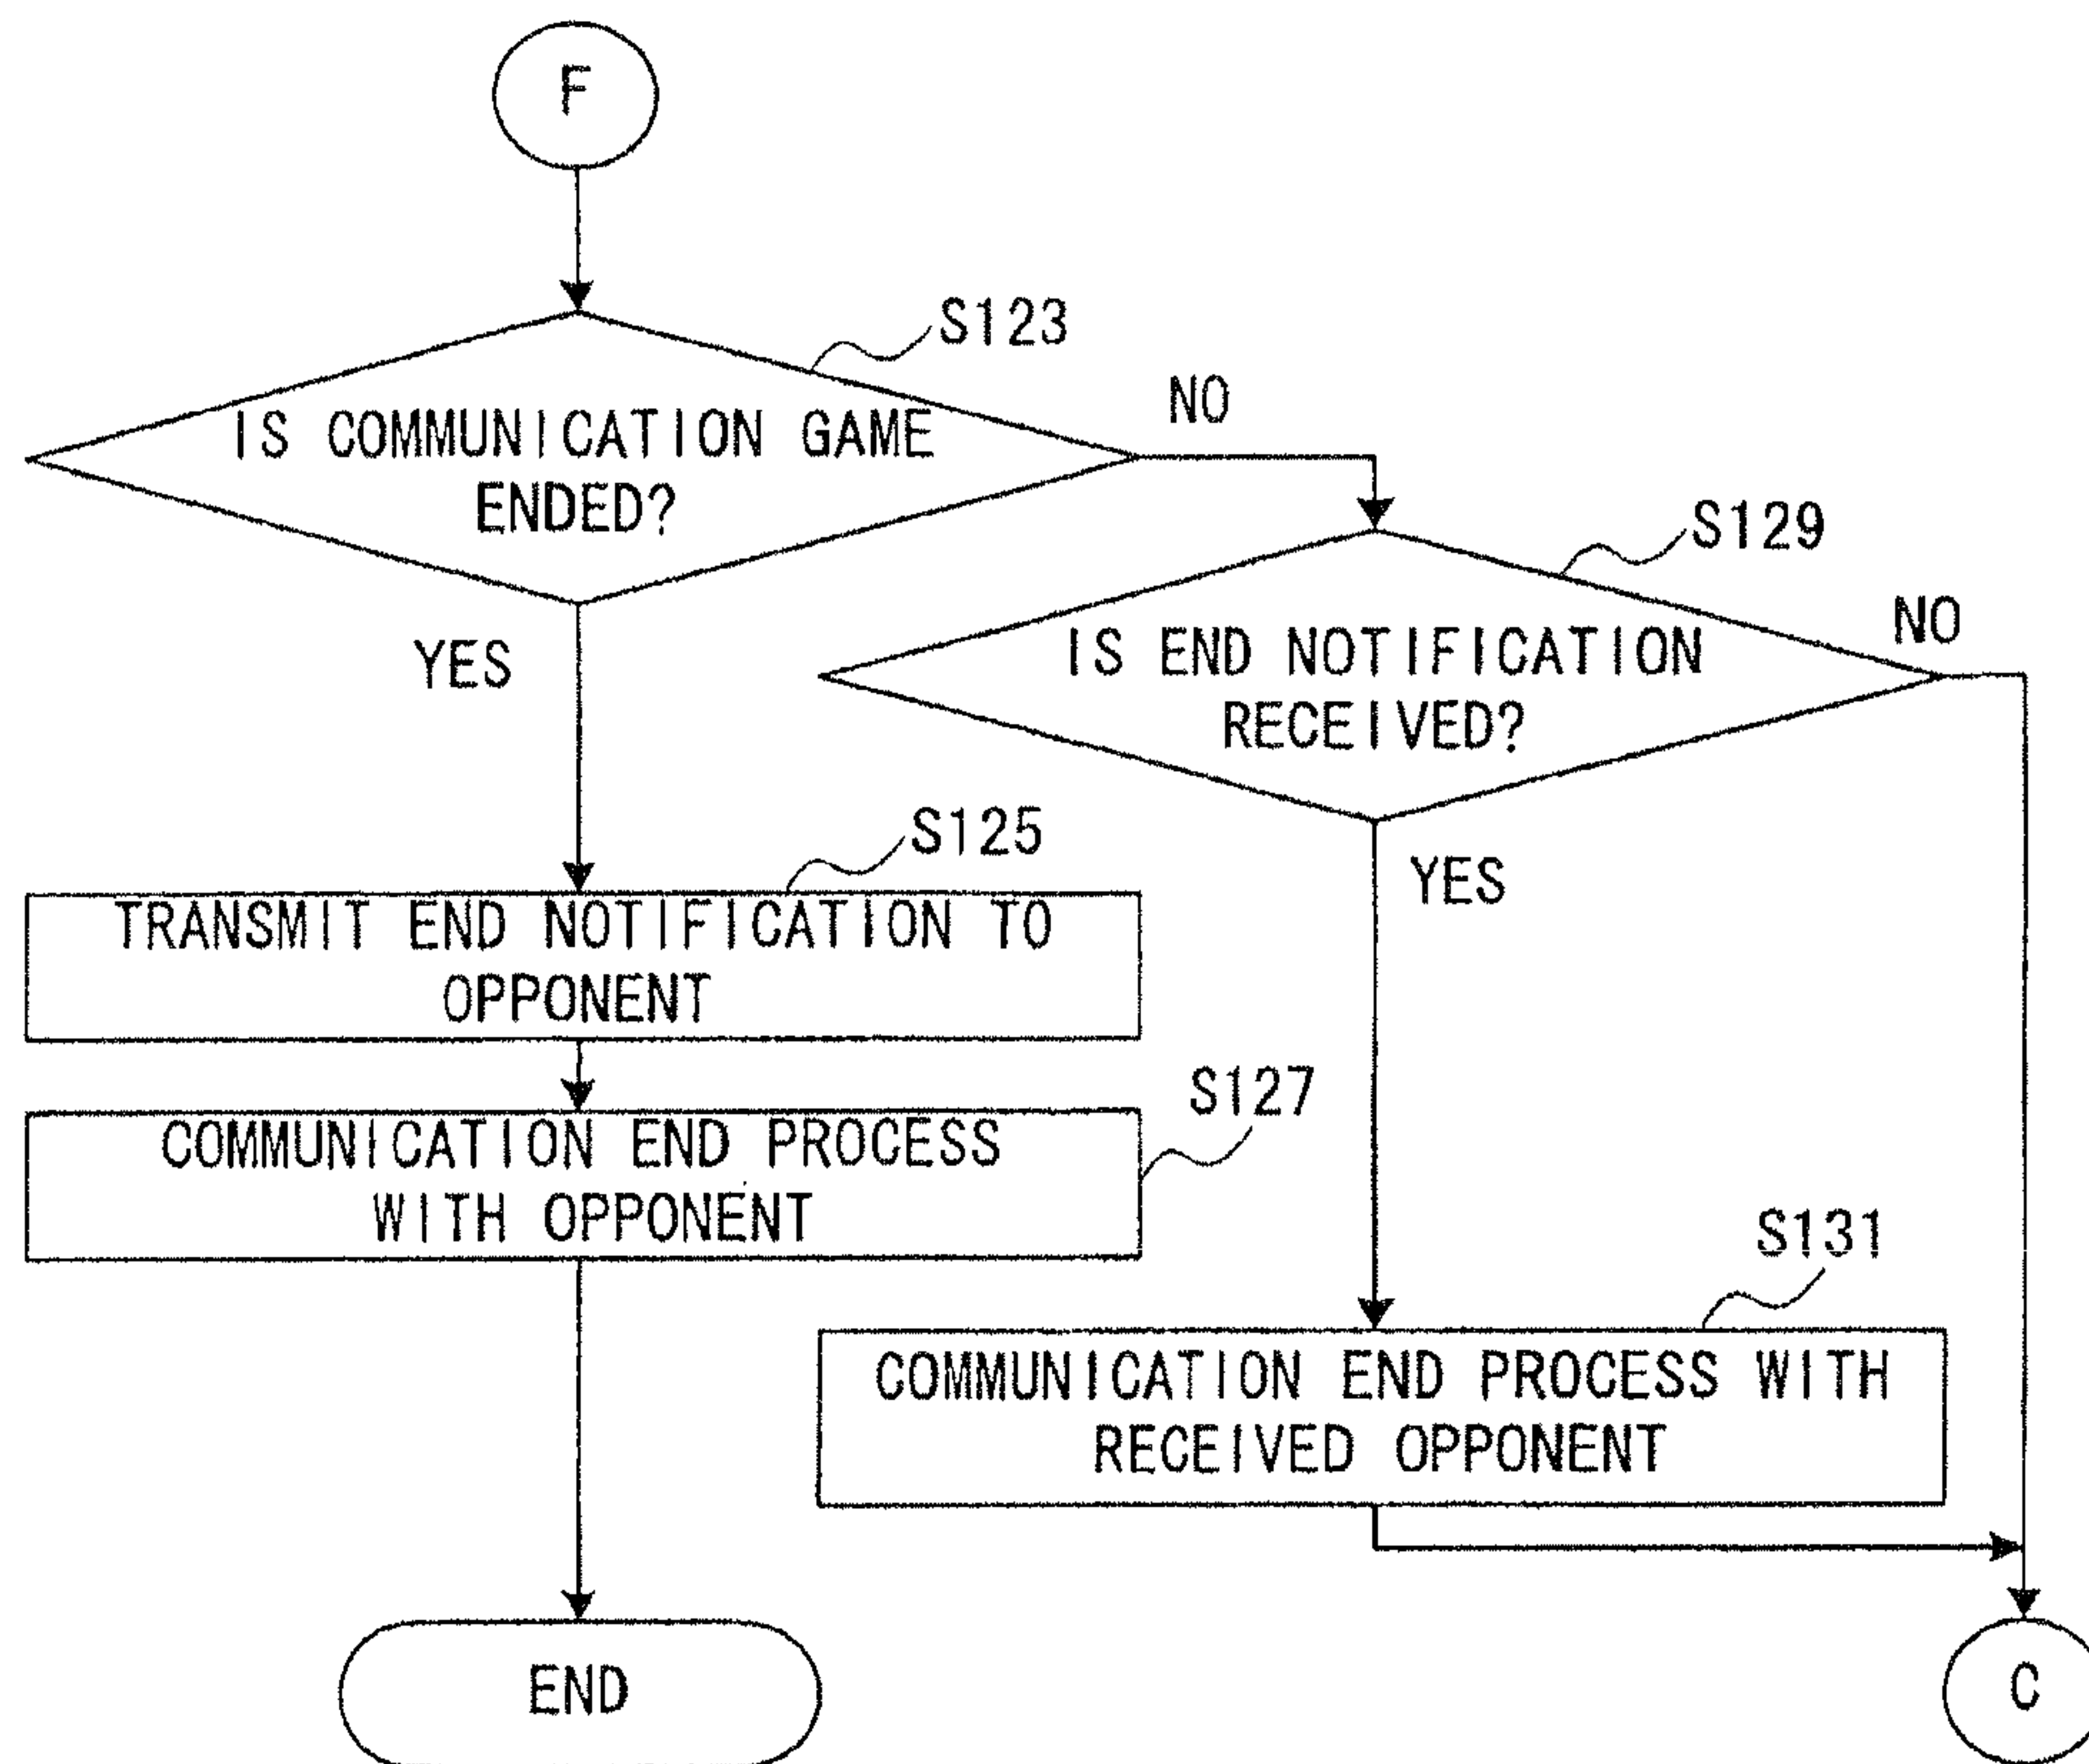 F
S123
IS COMMUNICATION GAME
ENDED?
NO
YES
S129
IS END NOTIFICATION
RECEIVED?
NO
YES
S125
TRANSMIT END NOTIFICATION TO
OPPONENT
S127
COMMUNICATION END PROCESS
WITH OPPONENT
S131
COMMUNICATION END PROCESS WITH
RECEIVED OPPONENT
END
C